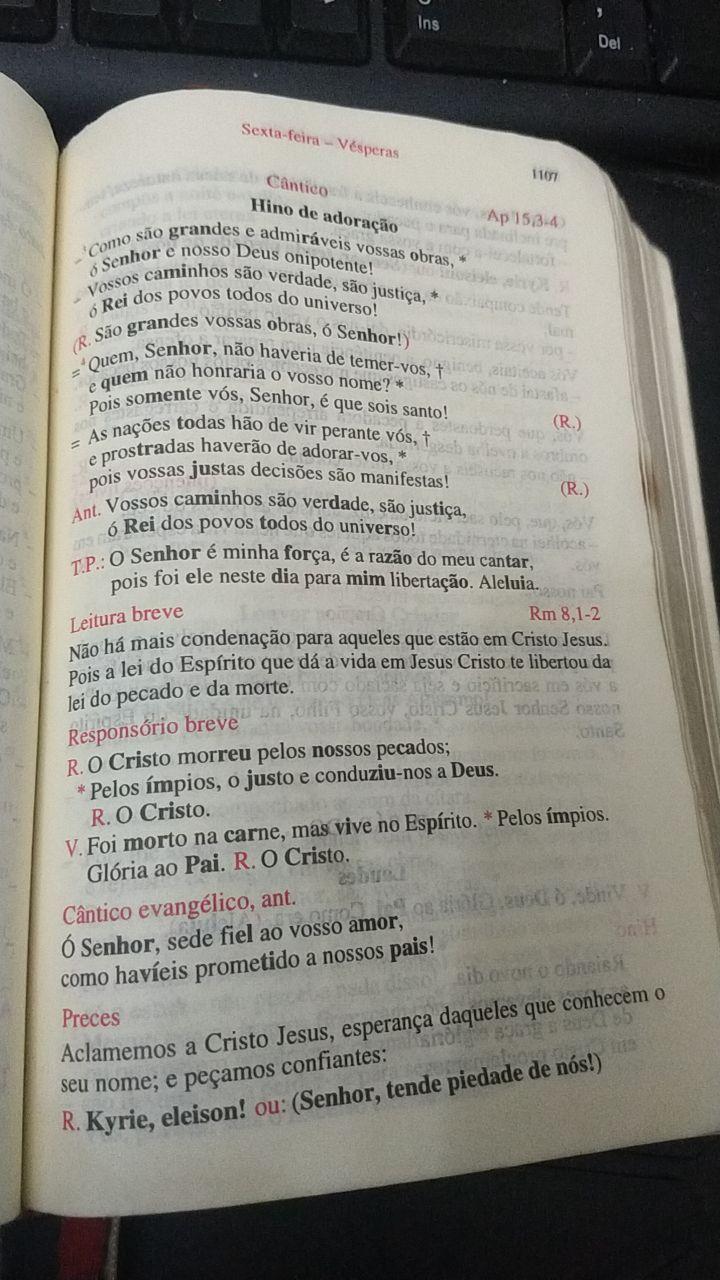 Ins
Del
Sexta-feira – Vésperas 1107
Cântico Ap 15,3-4
Hino de adoração
– ³Como são grandes e admiráveis vossas obras, *
ó Senhor e nosso Deus onipotente!
– Vossos caminhos são verdade, são justiça, *
ó Rei dos povos todos do universo!
(R. São grandes vossas obras, ó Senhor!)
= ⁴Quem, Senhor, não haveria de temer-vos, †
e quem não honraria o vosso nome? *
Pois somente vós, Senhor, é que sois santo! (R.)
= As nações todas hão de vir perante vós, †
e prostradas haverão de adorar-vos, *
pois vossas justas decisões são manifestas! (R.)
Ant. Vossos caminhos são verdade, são justiça,
ó Rei dos povos todos do universo!
T.P.: O Senhor é minha força, é a razão do meu cantar,
pois foi ele neste dia para mim libertação. Aleluia.
Leitura breve Rm 8,1-2
Não há mais condenação para aqueles que estão em Cristo Jesus.
Pois a lei do Espírito que dá a vida em Jesus Cristo te libertou da
lei do pecado e da morte.
Responsório breve
R. O Cristo morreu pelos nossos pecados;
* Pelos ímpios, o justo e conduziu-nos a Deus.
R. O Cristo.
V. Foi morto na carne, mas vive no Espírito. * Pelos ímpios.
Glória ao Pai. R. O Cristo.
Cântico evangélico, ant.
Ó Senhor, sede fiel ao vosso amor,
como havíeis prometido a nossos pais!
Preces
Aclamemos a Cristo Jesus, esperança daqueles que conhecem o
seu nome; e peçamos confiantes:
R. Kyrie, eleison! ou: (Senhor, tende piedade de nós!)